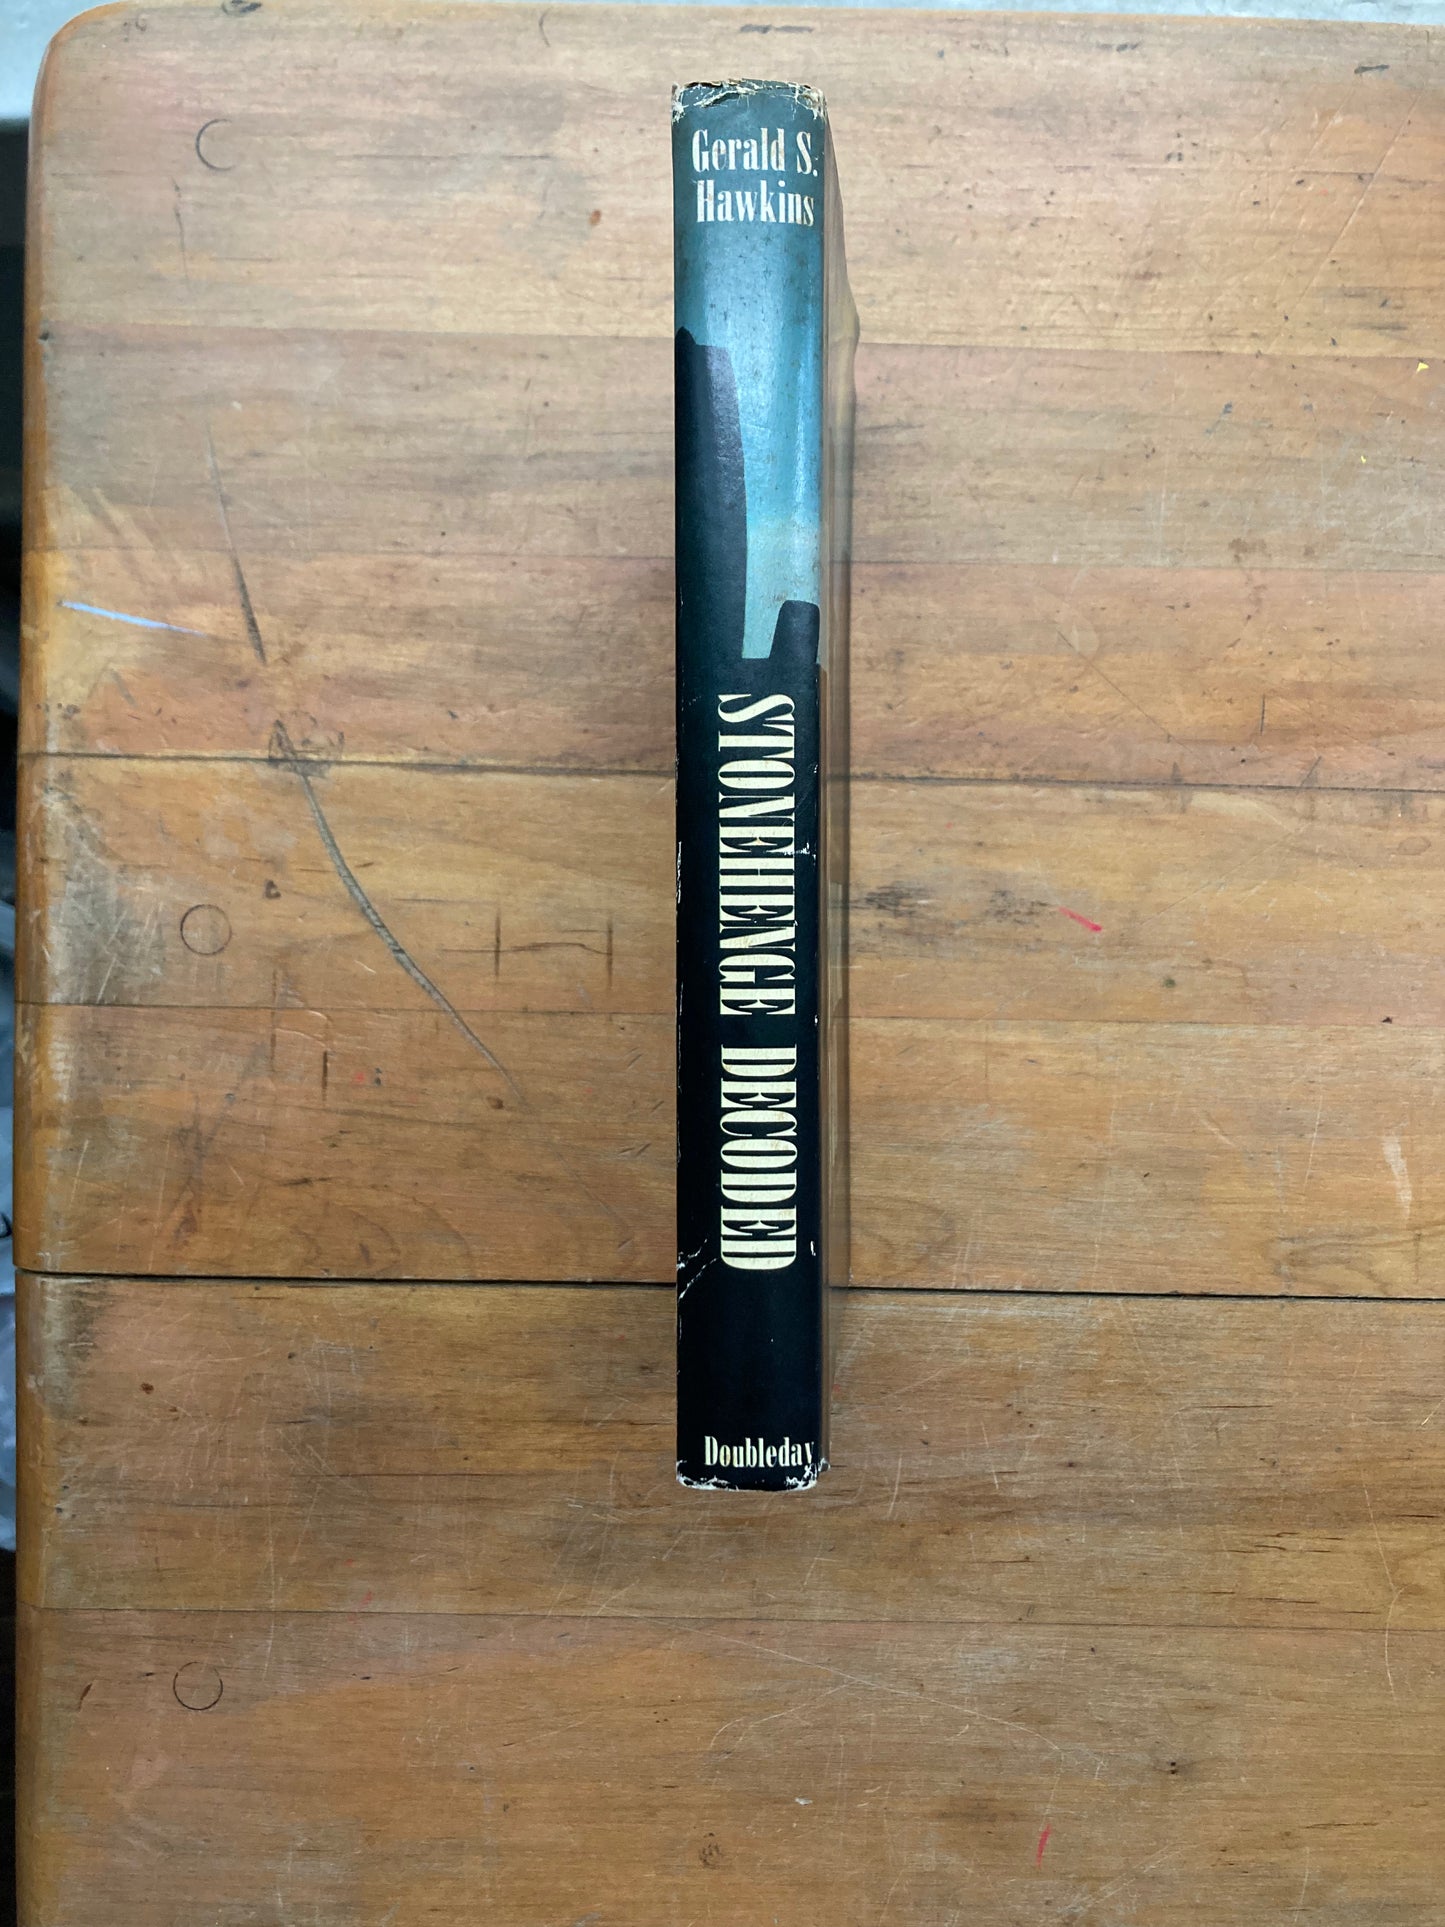 Gerald S.
Hawkins
STONEHENGE DECODED
Doubleday